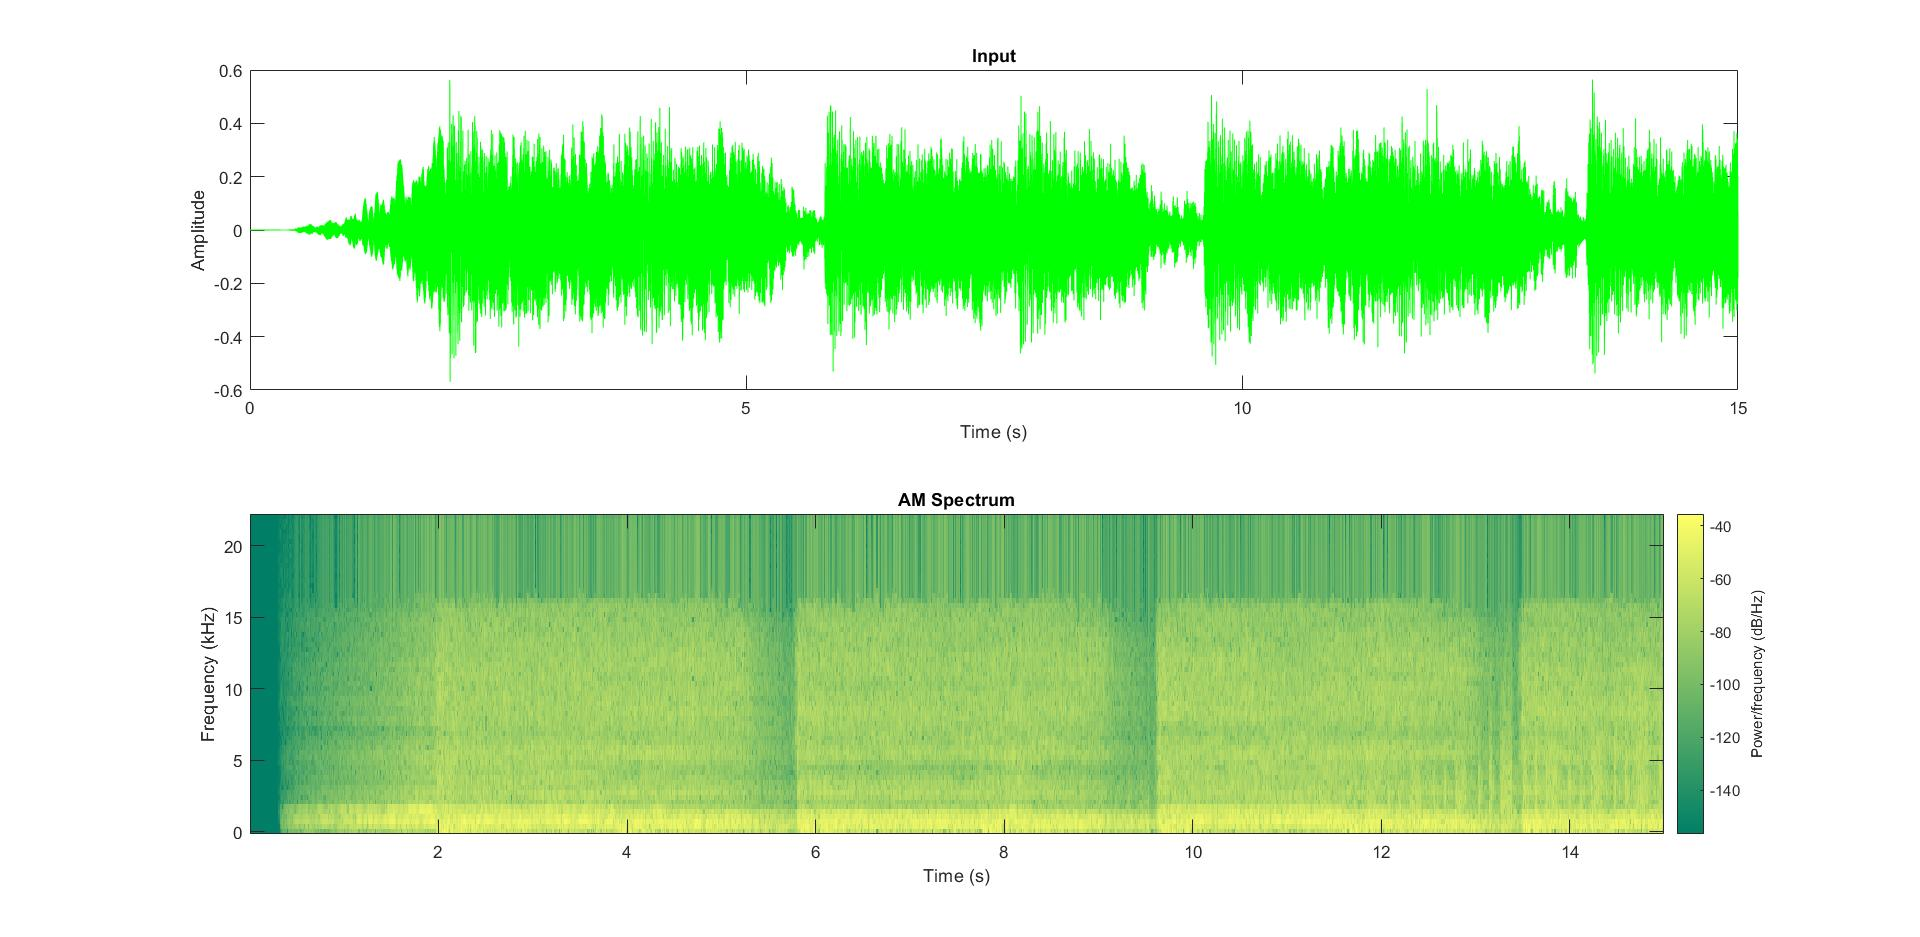 Input
0.6
0.4
0.2
0
-0.2
-0.4
-0.6
Amplitude
0 5 10 15
Time (s)
AM Spectrum
20
15
10
5
0
Frequency (kHz)
2 4 6 8 10 12 14
Time (s)
-40
-60
-80
-100
-120
-140
Power/frequency (dB/Hz)